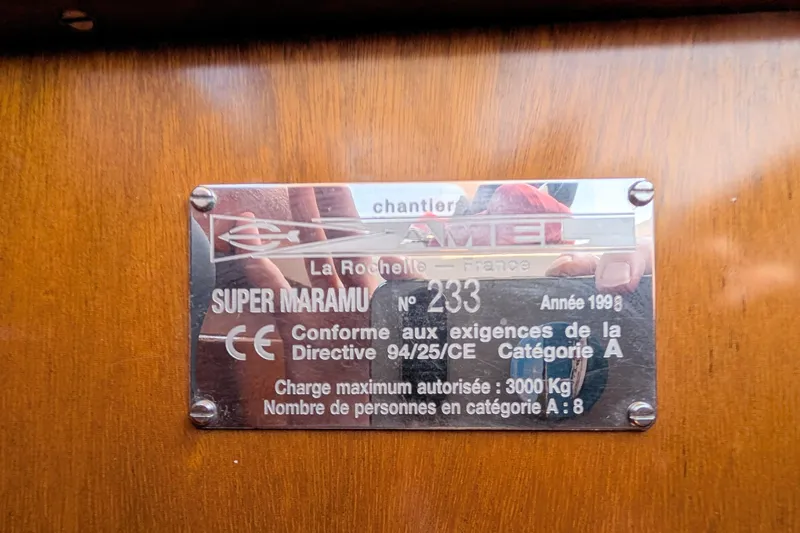 chantiers
AMEL
La Rochelle — France
SUPER MARAMU N° 233 Année 1998
CE Conforme aux exigences de la
Directive 94/25/CE Catégorie A
Charge maximum autorisée : 3000 Kg
Nombre de personnes en catégorie A : 8